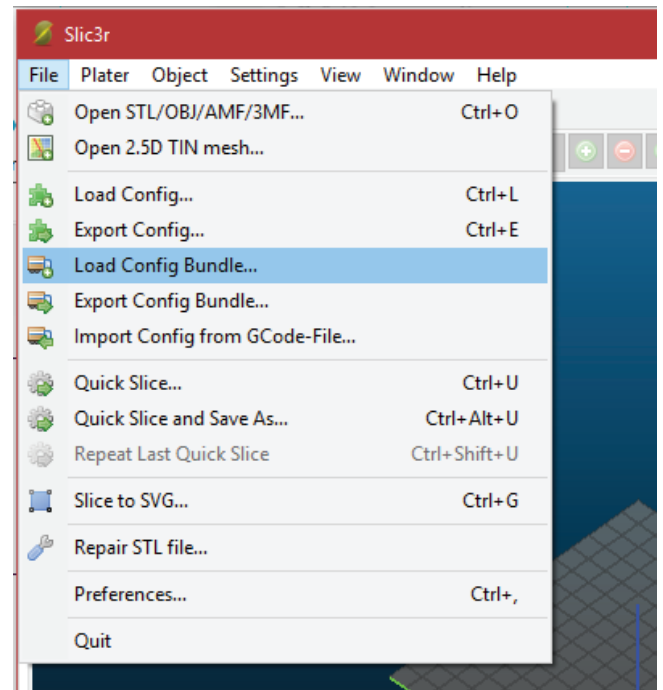 Slic3r
File Plater Object Settings View Window Help
Open STL/OBJ/AMF/3MF... Ctrl+O
Open 2.5D TIN mesh...
Load Config... Ctrl+L
Export Config... Ctrl+E
Load Config Bundle...
Export Config Bundle...
Import Config from GCode-File...
Quick Slice... Ctrl+U
Quick Slice and Save As... Ctrl+Alt+U
Repeat Last Quick Slice Ctrl+Shift+U
Slice to SVG... Ctrl+G
Repair STL file...
Preferences... Ctrl+,
Quit